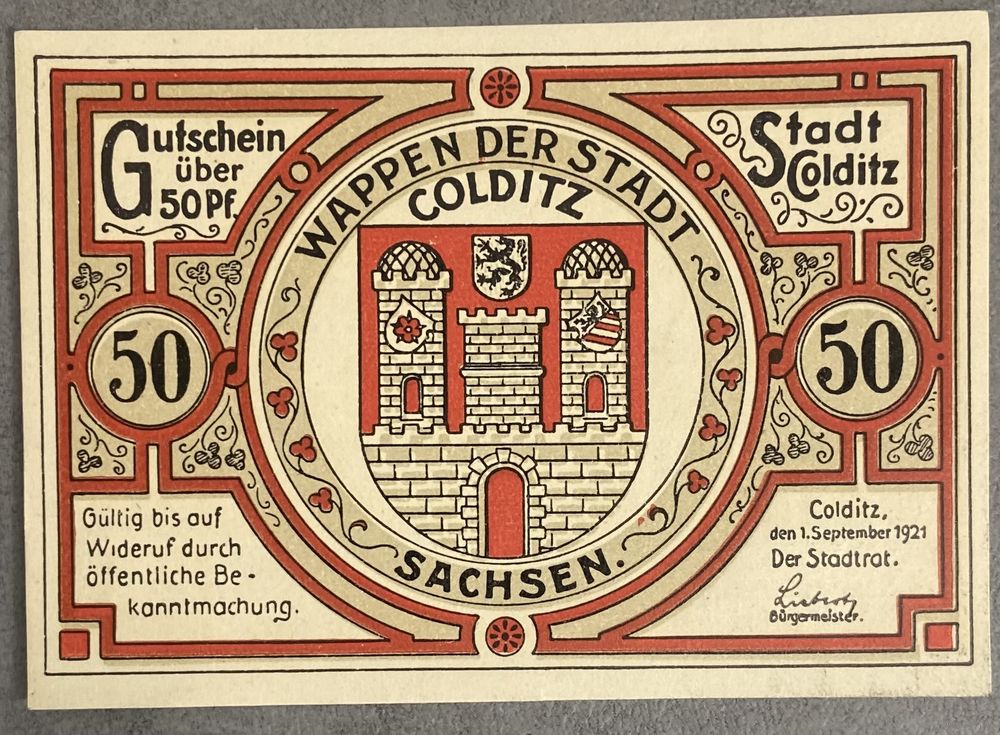 Gutschein
über
50 Pf.
Stadt
Colditz
WAPPEN DER STADT
COLDITZ
50
50
SACHSEN.
Gültig bis auf
Wideruf durch
öffentliche Be-
kanntmachung.
Colditz,
den 1. September 1921
Der Stadtrat.
Bürgermeister.